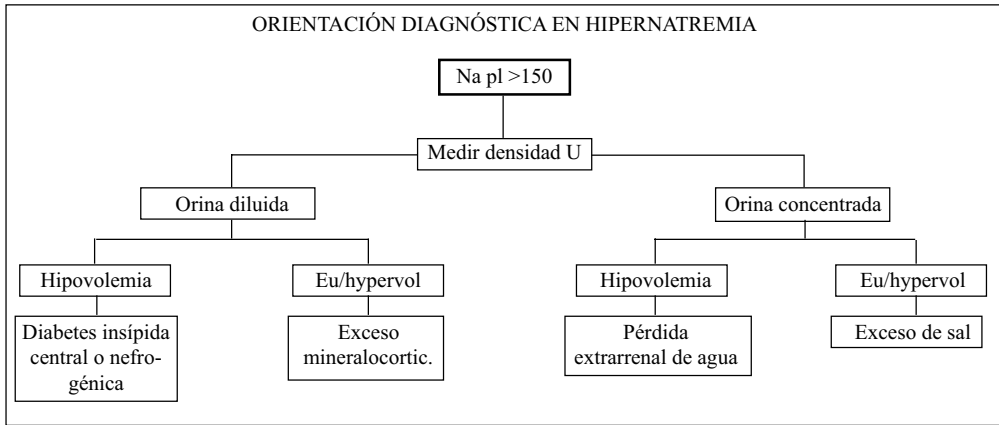 ORIENTACIÓN DIAGNÓSTICA EN HIPERNATREMIA
Na pl >150
Medir densidad U
Orina diluida
Orina concentrada
Hipovolemia
Eu/hypervol
Hipovolemia
Eu/hypervol
Diabetes insípida
central o nefro-
génica
Exceso
mineralocortic.
Pérdida
extrarrenal de agua
Exceso de sal